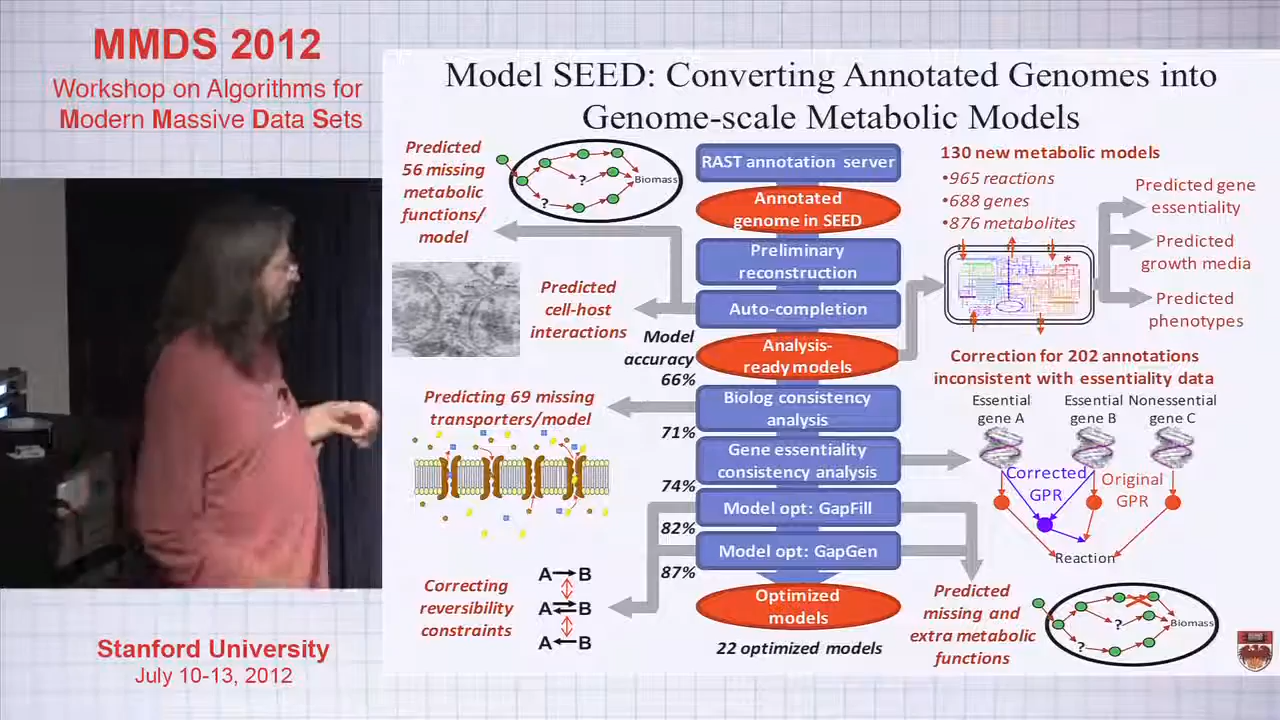 MMDS 2012
Workshop on Algorithms for
Modern Massive Data Sets
Stanford University
July 10-13, 2012
Model SEED: Converting Annotated Genomes into
Genome-scale Metabolic Models
Predicted
56 missing
metabolic
functions/
model
?
?
Biomass
Predicted
cell-host
interactions
Model
accuracy
66%
Predicting 69 missing
transporters/model
71%
74%
82%
87%
Correcting
reversibility
constraints
A B
A B
A B
RAST annotation server
Annotated
genome in SEED
Preliminary
reconstruction
Auto-completion
Analysis-
ready models
Biolog consistency
analysis
Gene essentiality
consistency analysis
Model opt: GapFill
Model opt: GapGen
Optimized
models
22 optimized models
130 new metabolic models
•965 reactions
•688 genes
•876 metabolites
*
Predicted gene
essentiality
Predicted
growth media
Predicted
phenotypes
Correction for 202 annotations
inconsistent with essentiality data
Essential
gene A
Essential
gene B
Nonessential
gene C
Corrected
GPR
Original
GPR
Reaction
Predicted
missing and
extra metabolic
functions
?
?
Biomass